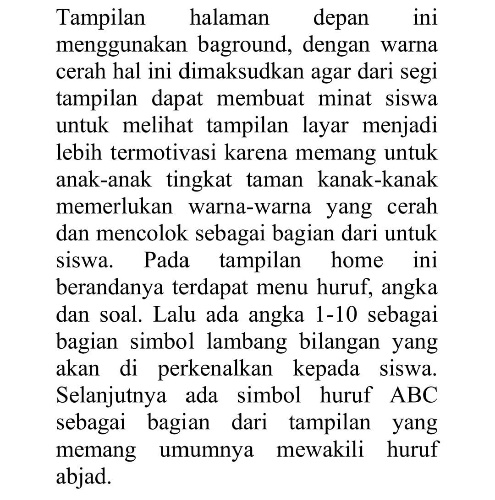 Tampilan halaman depan ini
menggunakan baground, dengan warna
cerah hal ini dimaksudkan agar dari segi
tampilan dapat membuat minat siswa
untuk melihat tampilan layar menjadi
lebih termotivasi karena memang untuk
anak-anak tingkat taman kanak-kanak
memerlukan warna-warna yang cerah
dan mencolok sebagai bagian dari untuk
siswa. Pada tampilan home ini
berandanya terdapat menu huruf, angka
dan soal. Lalu ada angka 1-10 sebagai
bagian simbol lambang bilangan yang
akan di perkenalkan kepada siswa.
Selanjutnya ada simbol huruf ABC
sebagai bagian dari tampilan yang
memang umumnya mewakili huruf
abjad.